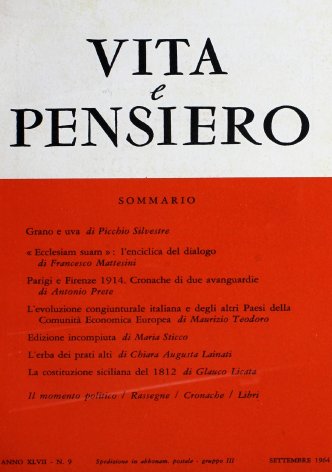 VITA
e
PENSIERO
SOMMARIO
Grano e uva di Picchio Silvestre
« Ecclesiam suam » : l'enciclica del dialogo
di Francesco Mattesini
Parigi e Firenze 1914. Cronache di due avanguardie
di Antonio Prete
L'evoluzione congiunturale italiana e degli altri Paesi della
Comunità Economica Europea di Maurizio Teodoro
Edizione incompiuta di Maria Sticco
L'erba dei prati alti di Chiara Augusta Lainati
La costituzione siciliana del 1812 di Glauco Licata
Il momento politico / Rassegne / Cronache / Libri
ANNO XLVII - N. 9 Spedizione in abbonam. postale - gruppo III SETTEMBRE 1964